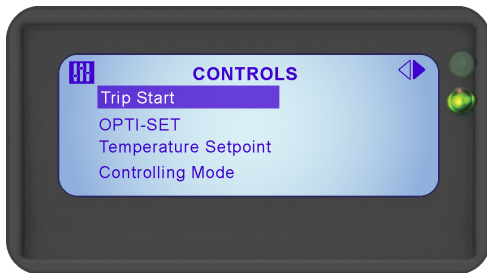 CONTROLS
Trip Start
OPTI-SET
Temperature Setpoint
Controlling Mode